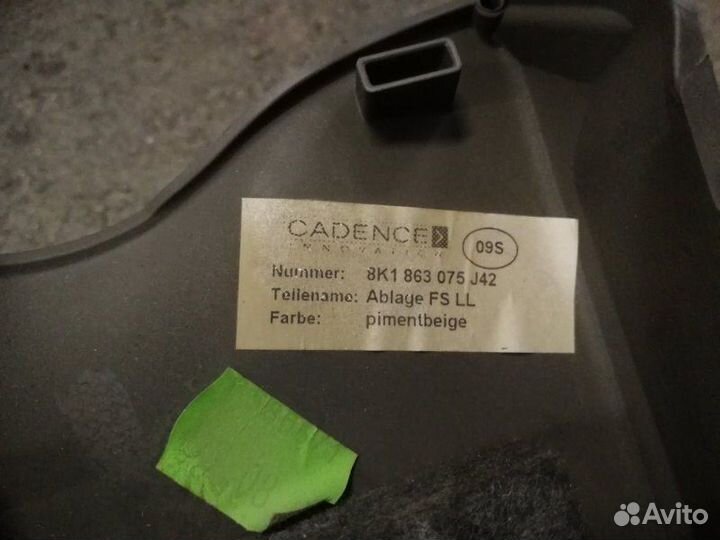 CADENCE
INNOVATION
09S
Nummer: 8K1 863 075 J42
Teilename: Ablage FS LL
Farbe: pimentbeige
Avito